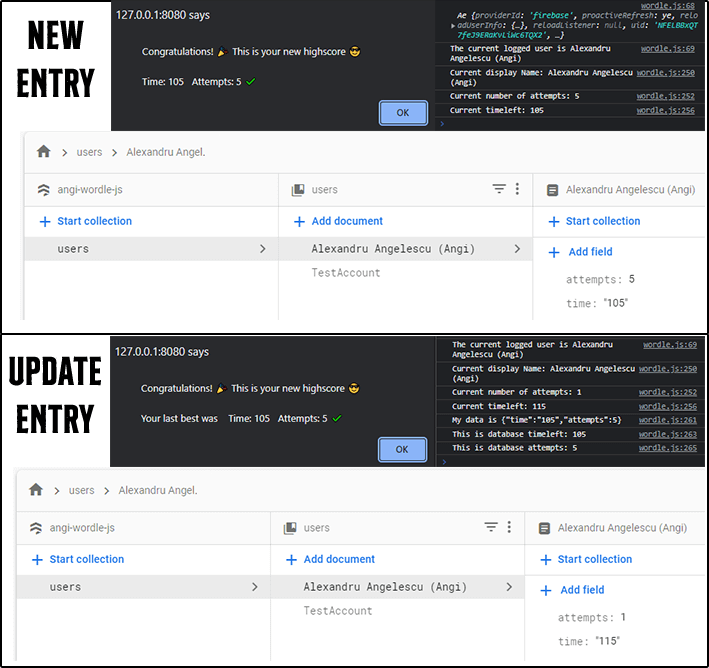 NEW
ENTRY
127.0.0.1:8080 says
Congratulations! 🎉 This is your new highscore 😎
Time: 105 Attempts: 5 ✓
OK
wordle.js:68
Ae {providerId: 'firebase', proactiveRefresh: ye, relo
adUserInfo: {…}, reloadListener: null, uid: 'NFELBBxQT
7feJ9ERaKvLiWc6TQX2', …}
The current logged user is Alexandru wordle.js:69
Angelescu (Angi)
Current display Name: Alexandru Angelescu wordle.js:250
(Angi)
Current number of attempts: 5 wordle.js:252
Current timeleft: 105 wordle.js:256
users > Alexandru Angel.
angi-wordle-js
users
Alexandru Angelescu (Angi)
+ Start collection
+ Add document
+ Start collection
users
Alexandru Angelescu (Angi)
TestAccount
+ Add field
attempts: 5
time: "105"
UPDATE
ENTRY
127.0.0.1:8080 says
Congratulations! 🎉 This is your new highscore 😎
Your last best was Time: 105 Attempts: 5 ✓
OK
The current logged user is Alexandru wordle.js:69
Angelescu (Angi)
Current display Name: Alexandru Angelescu wordle.js:250
(Angi)
Current number of attempts: 1 wordle.js:252
Current timeleft: 115 wordle.js:256
My data is {"time":"105","attempts":5} wordle.js:261
This is database timeleft: 105 wordle.js:263
This is database attempts: 5 wordle.js:265
users > Alexandru Angel.
angi-wordle-js
users
Alexandru Angelescu (Angi)
+ Start collection
+ Add document
+ Start collection
users
Alexandru Angelescu (Angi)
TestAccount
+ Add field
attempts: 1
time: "115"